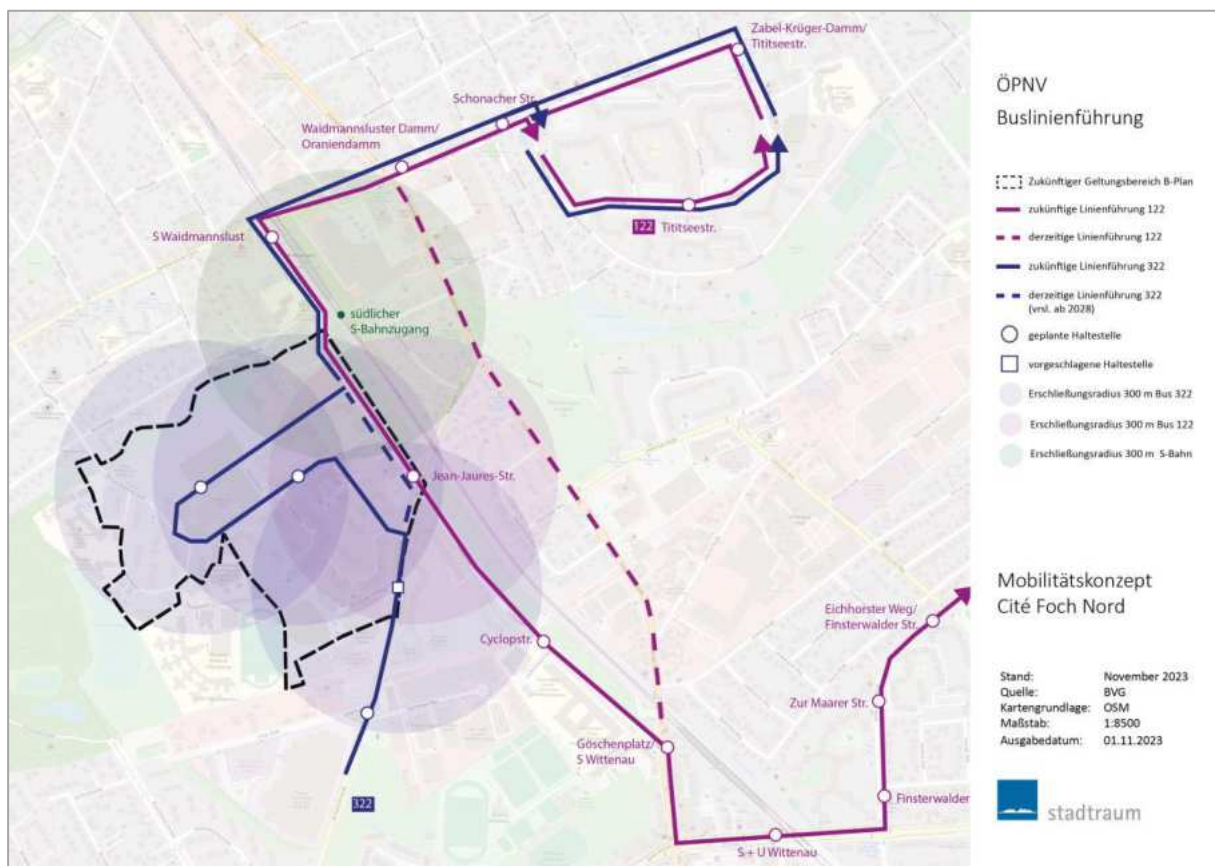 Zabel-Krüger-Damm/
Tititseestr.
Schonacher Str.
Waidmannsluster Damm/
Oraniendamm
122 Tititseestr.
S Waidmannslust
südlicher
S-Bahnzugang
Jean-Jaures-Str.
Cyclopstr.
Eichhorster Weg/
Finsterwalder Str.
Zur Maarer Str.
Göschenplatz/
S Wittenau
Finsterwalder
322
S + U Wittenau
ÖPNV
Buslinienführung
Zukünftiger Geltungsbereich B-Plan
zukünftige Linienführung 122
derzeitige Linienführung 122
zukünftige Linienführung 322
derzeitige Linienführung 322
(vrsl. ab 2028)
geplante Haltestelle
vorgeschlagene Haltestelle
Erschließungsradius 300 m Bus 322
Erschließungsradius 300 m Bus 122
Erschließungsradius 300 m S-Bahn
Mobilitätskonzept
Cité Foch Nord
Stand: November 2023
Quelle: BVG
Kartengrundlage: OSM
Maßstab: 1:8500
Ausgabedatum: 01.11.2023
stadtraum